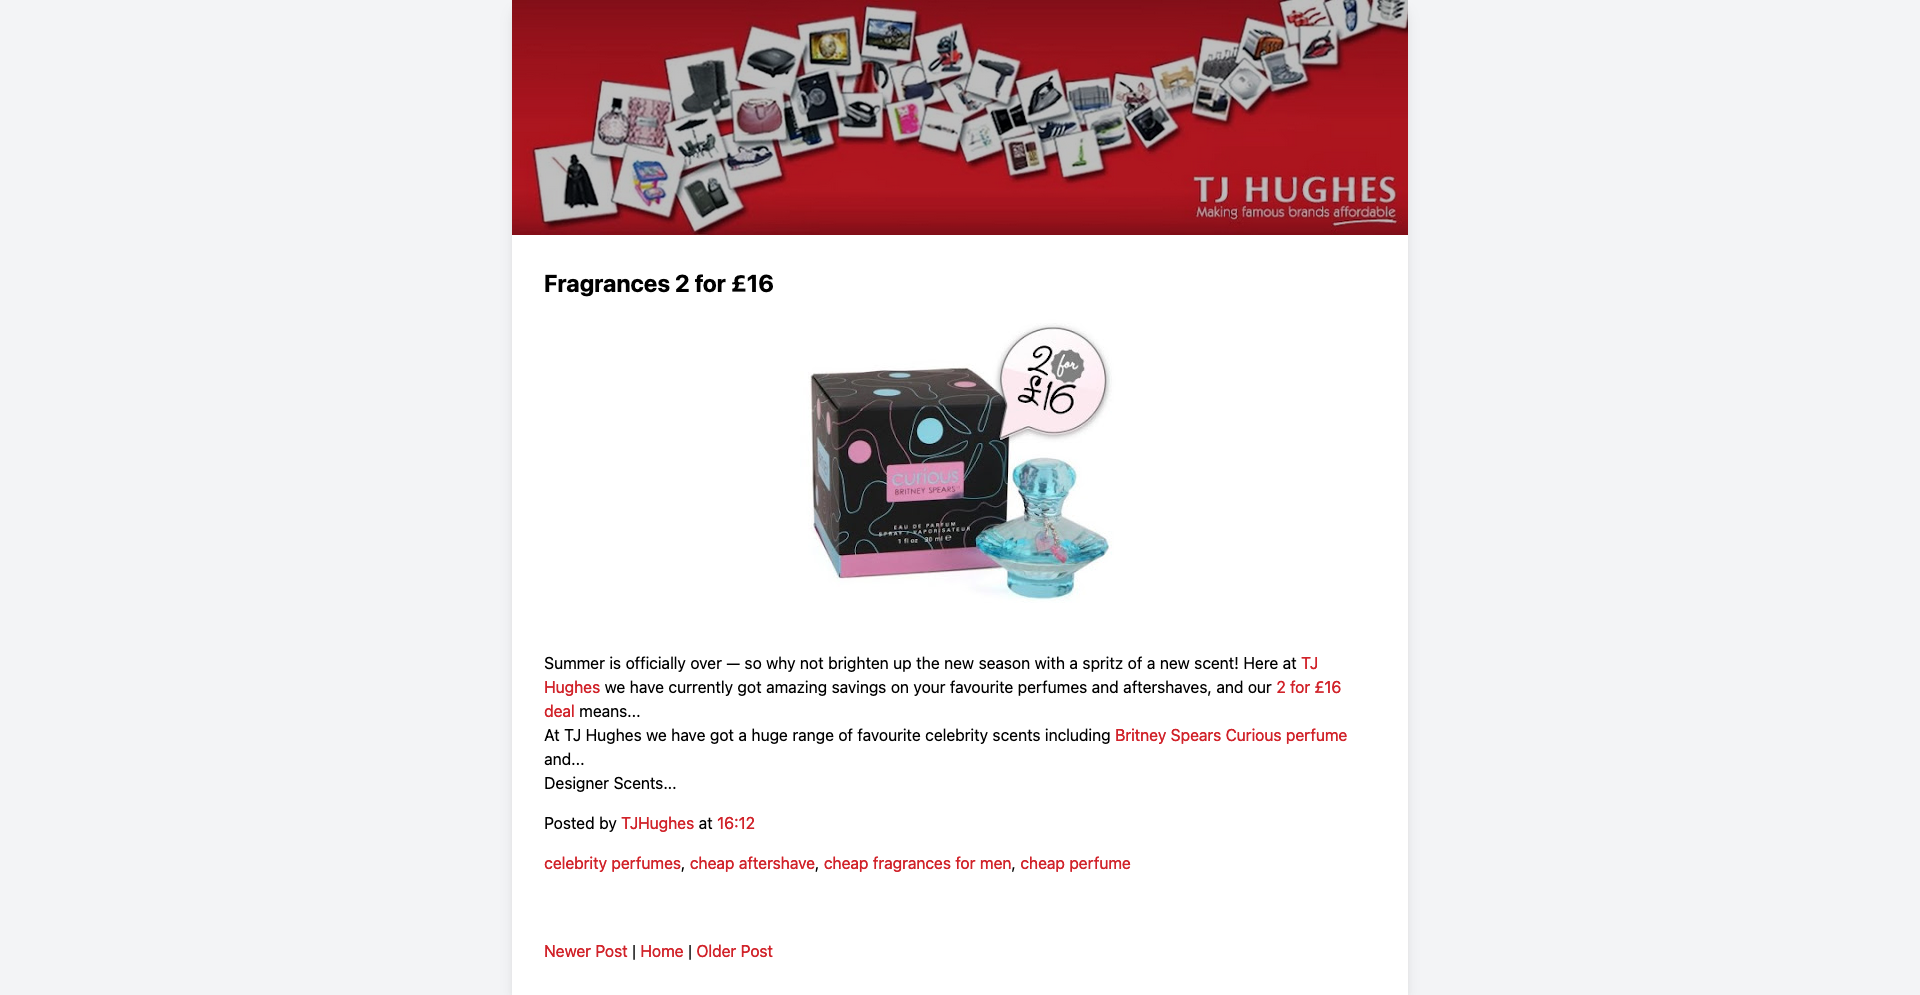 TJ HUGHES
Making famous brands affordable
Fragrances 2 for £16
2 for
£16
CURIOUS
BRITNEY SPEARS
EAU DE PARFUM
SPRAY / VAPORISATEUR
1 fl oz 30 ml e
Summer is officially over — so why not brighten up the new season with a spritz of a new scent! Here at TJ
Hughes we have currently got amazing savings on your favourite perfumes and aftershaves, and our 2 for £16
deal means...
At TJ Hughes we have got a huge range of favourite celebrity scents including Britney Spears Curious perfume
and...
Designer Scents...
Posted by TJHughes at 16:12
celebrity perfumes, cheap aftershave, cheap fragrances for men, cheap perfume
Newer Post | Home | Older Post